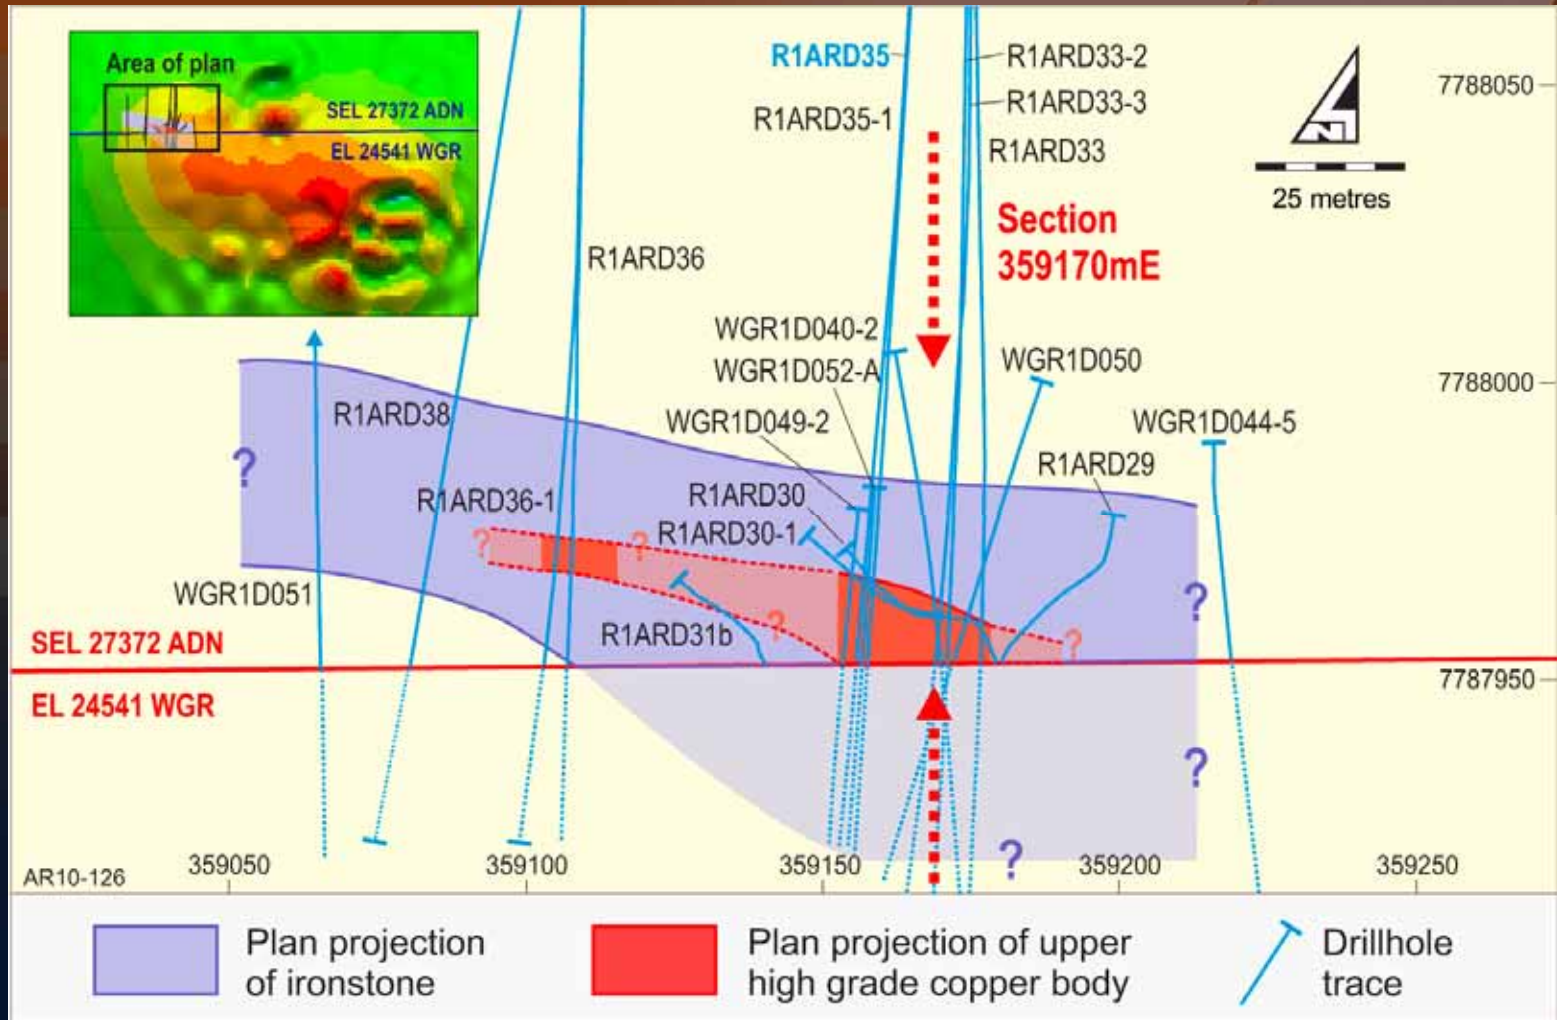 Area of plan
SEL 27372 ADN
EL 24541 WGR
R1ARD35
R1ARD33-2
7788050
R1ARD33-3
R1ARD35-1
R1ARD33
N
25 metres
Section
359170mE
R1ARD36
WGR1D040-2
WGR1D050
WGR1D052-A
7788000
R1ARD38
WGR1D049-2
WGR1D044-5
?
R1ARD29
R1ARD36-1
R1ARD30
R1ARD30-1
?
?
WGR1D051
?
?
R1ARD31b
?
SEL 27372 ADN
EL 24541 WGR
7787950
?
?
AR10-126
359050
359100
359150
359200
359250
Plan projection
of ironstone
Plan projection of upper
high grade copper body
Drillhole
trace